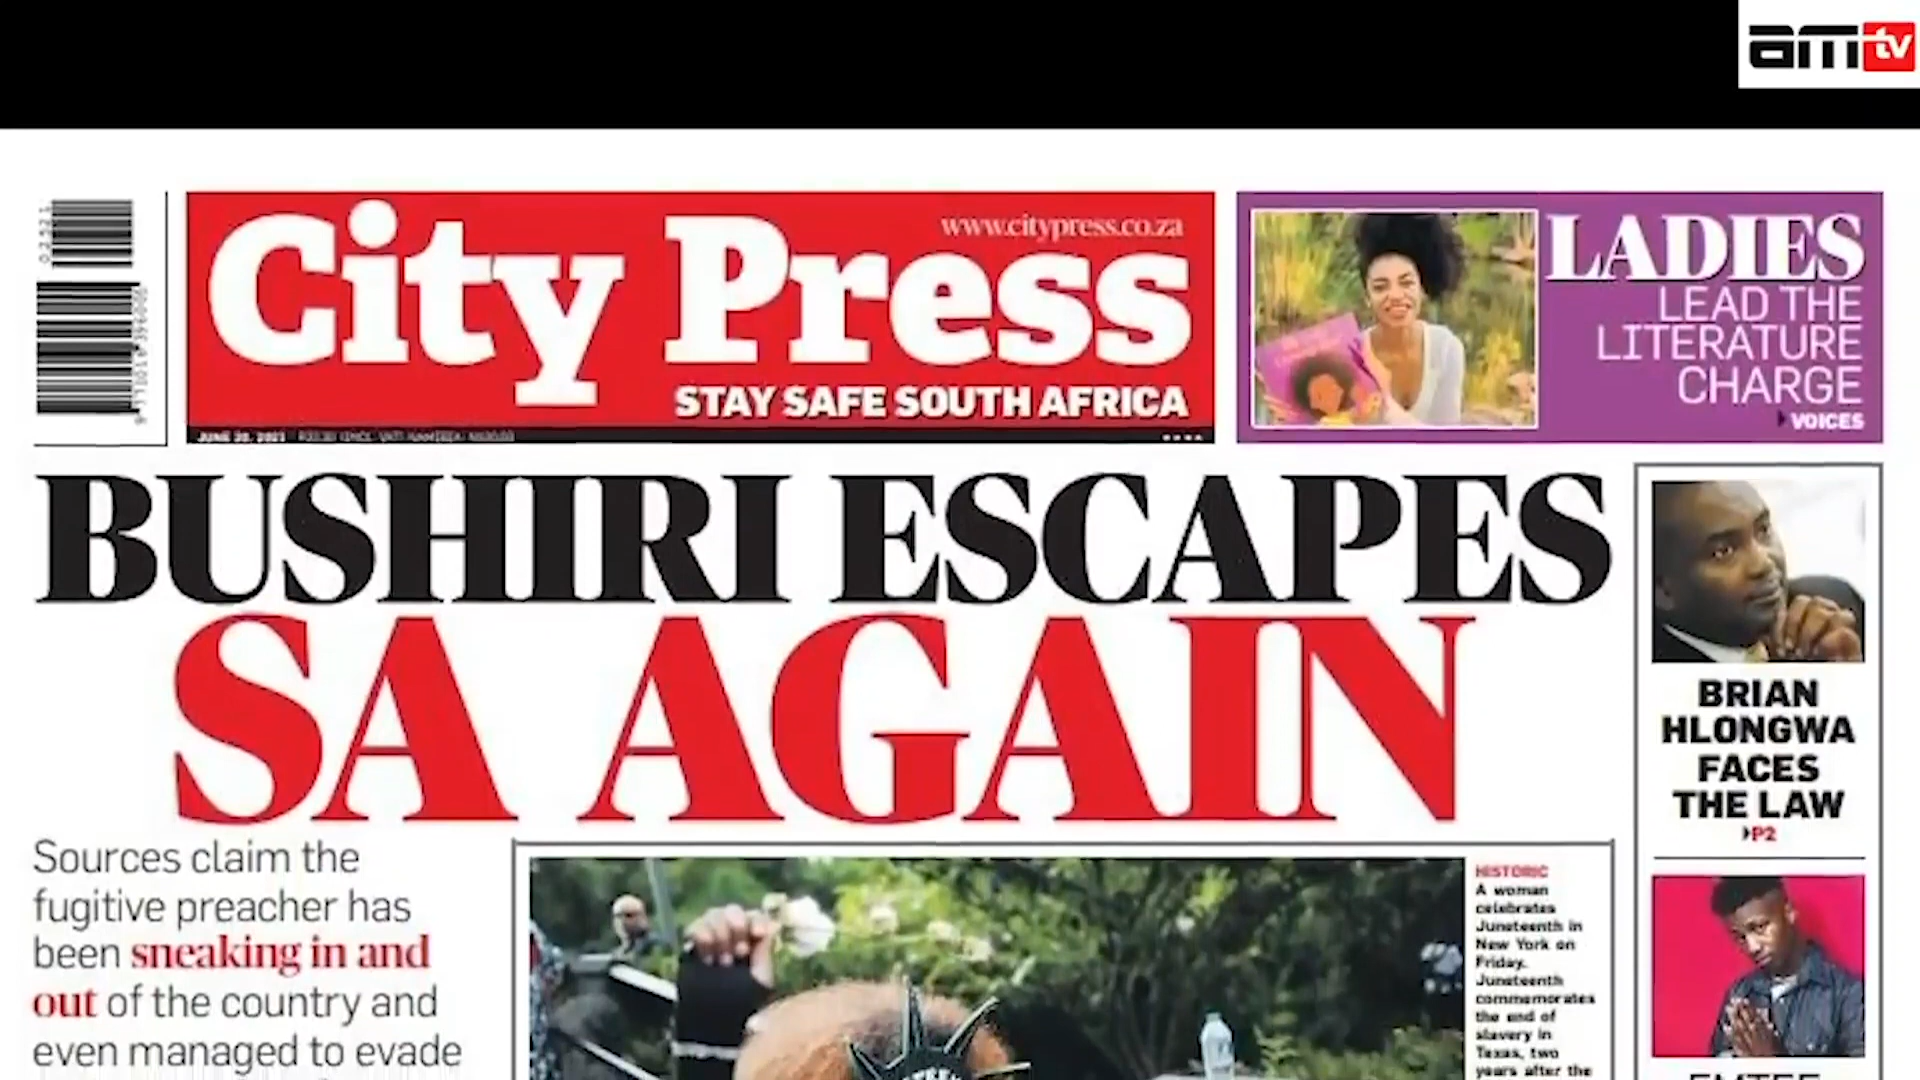 amtv
City Press
www.citypress.co.za
STAY SAFE SOUTH AFRICA
JUNE 20, 2021
LADIES
LEAD THE
LITERATURE
CHARGE
VOICES
BUSHIRI ESCAPES
SA AGAIN
Sources claim the
fugitive preacher has
been sneaking in and
out of the country and
even managed to evade
HISTORIC
A woman
celebrates
Juneteenth in
New York on
Friday.
Juneteenth
commemorates
the end of
slavery in
Texas, two
years after the
BRIAN
HLONGWA
FACES
THE LAW
P2